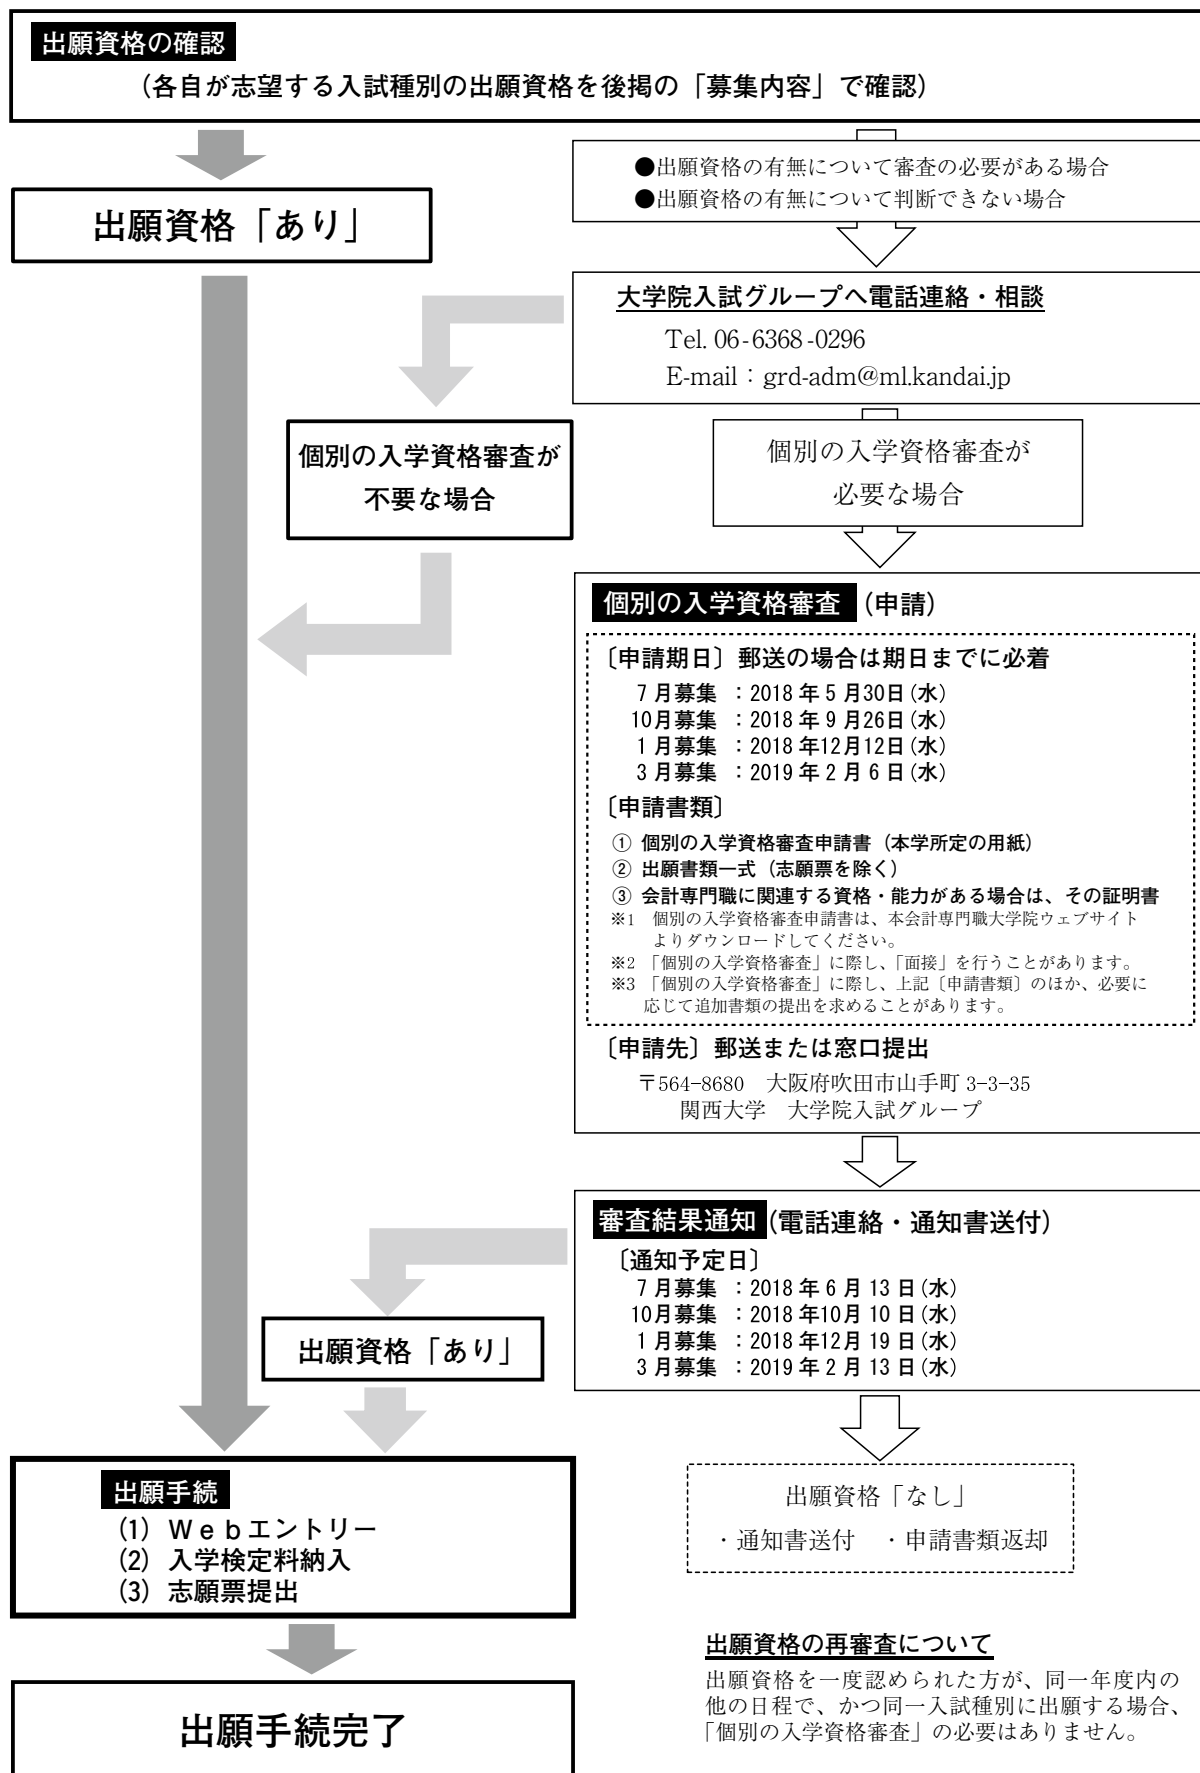 出願資格の確認
（各自が志望する入試種別の出願資格を後掲の「募集内容」で確認）
●出願資格の有無について審査の必要がある場合
●出願資格の有無について判断できない場合
出願資格「あり」
大学院入試グループへ電話連絡・相談
Tel. 06-6368-0296
E-mail：grd-adm@ml.kandai.jp
個別の入学資格審査が
不要な場合
個別の入学資格審査が
必要な場合
個別の入学資格審査（申請）
〔申請期日〕郵送の場合は期日までに必着
7月募集 ：2018年5月30日（水）
10月募集 ：2018年9月26日（水）
1月募集 ：2018年12月12日（水）
3月募集 ：2019年2月6日（水）
〔申請書類〕
① 個別の入学資格審査申請書（本学所定の用紙）
② 出願書類一式（志願票を除く）
③ 会計専門職に関連する資格・能力がある場合は、その証明書
※1 個別の入学資格審査申請書は、本会計専門職大学院ウェブサイト
よりダウンロードしてください。
※2 「個別の入学資格審査」に際し、「面接」を行うことがあります。
※3 「個別の入学資格審査」に際し、上記〔申請書類〕のほか、必要に
応じて追加書類の提出を求めることがあります。
〔申請先〕郵送または窓口提出
〒564-8680 大阪府吹田市山手町 3-3-35
関西大学 大学院入試グループ
審査結果通知（電話連絡・通知書送付）
〔通知予定日〕
7月募集 ：2018年6月13日（水）
10月募集 ：2018年10月10日（水）
1月募集 ：2018年12月19日（水）
3月募集 ：2019年2月13日（水）
出願資格「あり」
出願手続
(1) Ｗｅｂエントリー
(2) 入学検定料納入
(3) 志願票提出
出願資格「なし」
・通知書送付 ・申請書類返却
出願資格の再審査について
出願資格を一度認められた方が、同一年度内の
他の日程で、かつ同一入試種別に出願する場合、
「個別の入学資格審査」の必要はありません。
出願手続完了